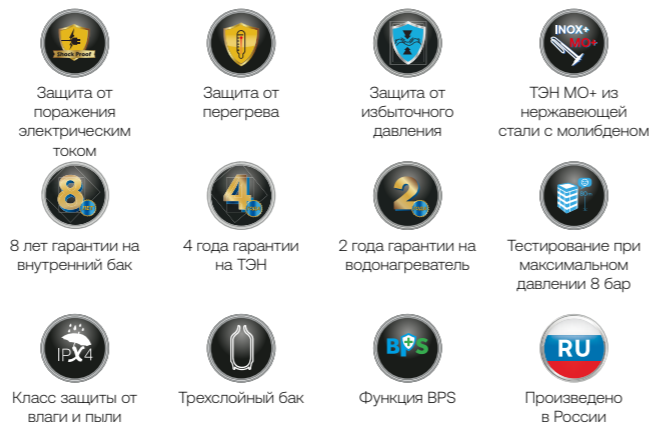 Shock Proof
INOX+
MO+
Защита от
поражения
электрическим
током
Защита от
перегрева
Защита от
избыточного
давления
ТЭН МО+ из
нержавеющей
стали с молибденом
8
4
2
8 лет гарантии на
внутренний бак
4 года гарантии
на ТЭН
2 года гарантии на
водонагреватель
Тестирование при
максимальном
давлении 8 бар
IPX4
BPS
RU
Класс защиты от
влаги и пыли
Трехслойный бак
Функция BPS
Произведено
в России